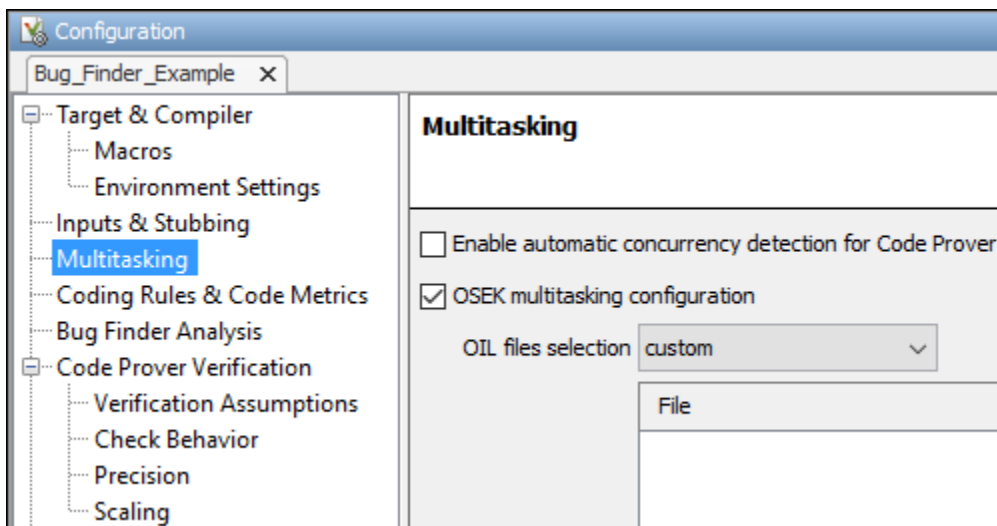 Configuration
Bug_Finder_Example X
Target & Compiler
Macros
Environment Settings
Inputs & Stubbing
Multitasking
Coding Rules & Code Metrics
Bug Finder Analysis
Code Prover Verification
Verification Assumptions
Check Behavior
Precision
Scaling
Multitasking
Enable automatic concurrency detection for Code Prover
OSEK multitasking configuration
OIL files selection custom
File